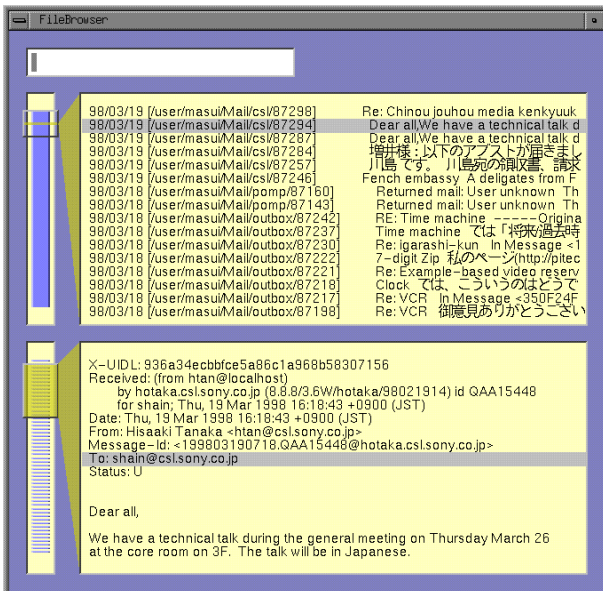 FileBrowser
98/03/19 [/user/masui/Mail/csl/87298] Re: Chinou jouhou media kenkyuuk
98/03/19 [/user/masui/Mail/csl/87294] Dear all,We have a technical talk d
98/03/19 [/user/masui/Mail/csl/87287] Dear all,We have a technical talk d
98/03/19 [/user/masui/Mail/csl/87284] 増井様：以下のアブストが届きまし
98/03/19 [/user/masui/Mail/csl/87257] 川島です。 川島宛の領収書、請求
98/03/19 [/user/masui/Mail/csl/87246] Fench enbassy A deligates from F
98/03/19 [/user/masui/Mail/pomp/87160] Returned mail: User unknown Th
98/03/19 [/user/masui/Mail/pomp/87143] Returned mail: User unknown Th
98/03/18 [/user/masui/Mail/outbox/87242] RE: Time machine -----Origina
98/03/18 [/user/masui/Mail/outbox/87237] Time machine では「将来/過去時
98/03/18 [/user/masui/Mail/outbox/87230] Re: igarashi-kun In Message <1
98/03/18 [/user/masui/Mail/outbox/87222] 7-digit Zip 私のページ(http://pitec
98/03/18 [/user/masui/Mail/outbox/87221] Re: Example-based video reserv
98/03/18 [/user/masui/Mail/outbox/87218] Clock では、こういうのはどうで
98/03/18 [/user/masui/Mail/outbox/87217] Re: VCR In Message <350F24F
98/03/18 [/user/masui/Mail/outbox/87198] Re: VCR 御意見ありがとうござい
X-UIDL: 936a34ecbbfce5a86c1a968b58307156
Received: (from htan@localhost)
by hotaka.csl.sony.co.jp (8.8.8/3.6W/hotaka/98021914) id QAA15448
for shain; Thu, 19 Mar 1998 16:18:43 +0900 (JST)
Date: Thu, 19 Mar 1998 16:18:43 +0900 (JST)
From: Hisaaki Tanaka <htan@csl.sony.co.jp>
Message-Id: <199803190718.QAA15448@hotaka.csl.sony.co.jp>
To: shain@csl.sony.co.jp
Status: U
Dear all,
We have a technical talk during the general meeting on Thursday March 26
at the core room on 3F. The talk will be in Japanese.